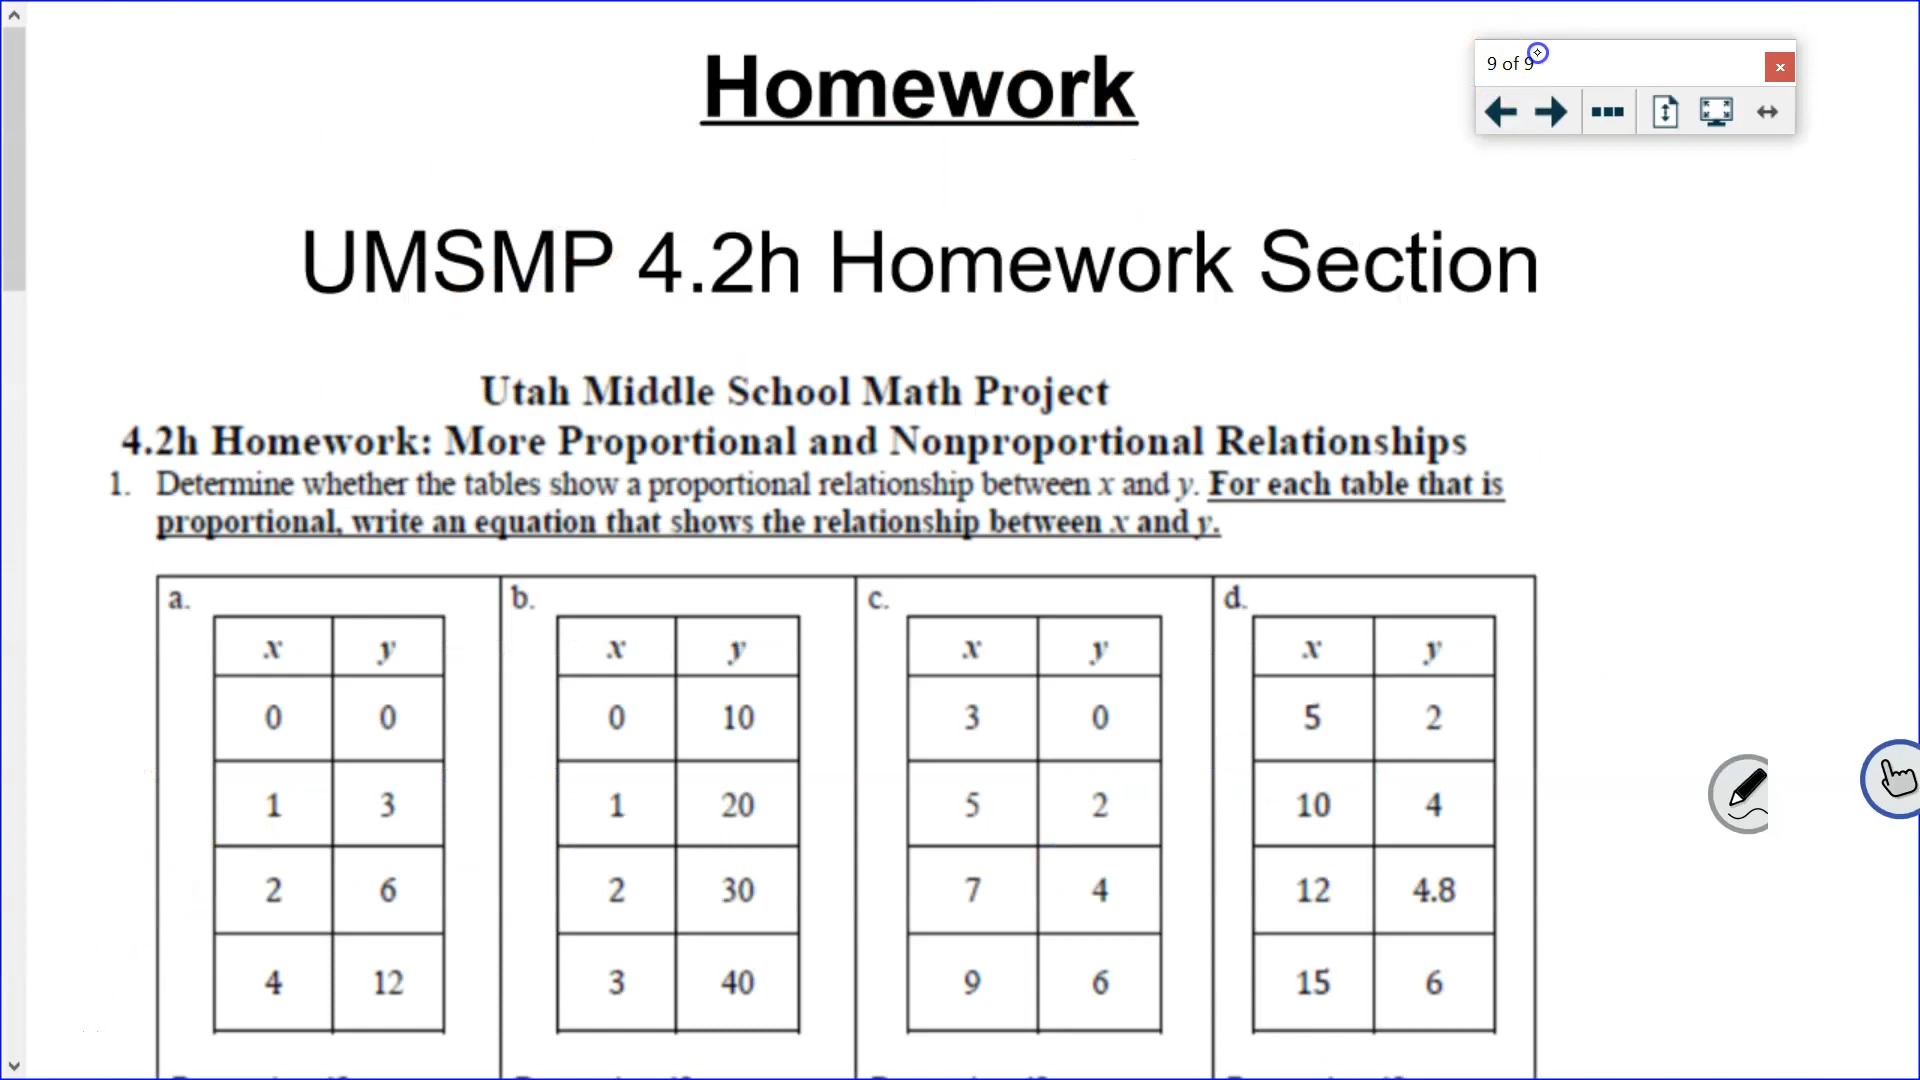 Homework
9 of 9
UMSMP 4.2h Homework Section
Utah Middle School Math Project
4.2h Homework: More Proportional and Nonproportional Relationships
1. Determine whether the tables show a proportional relationship between x and y. For each table that is
proportional, write an equation that shows the relationship between x and y.
a. b. c. d.
x y x y x y x y
0 0 0 10 3 0 5 2
1 3 1 20 5 2 10 4
2 6 2 30 7 4 12 4.8
4 12 3 40 9 6 15 6